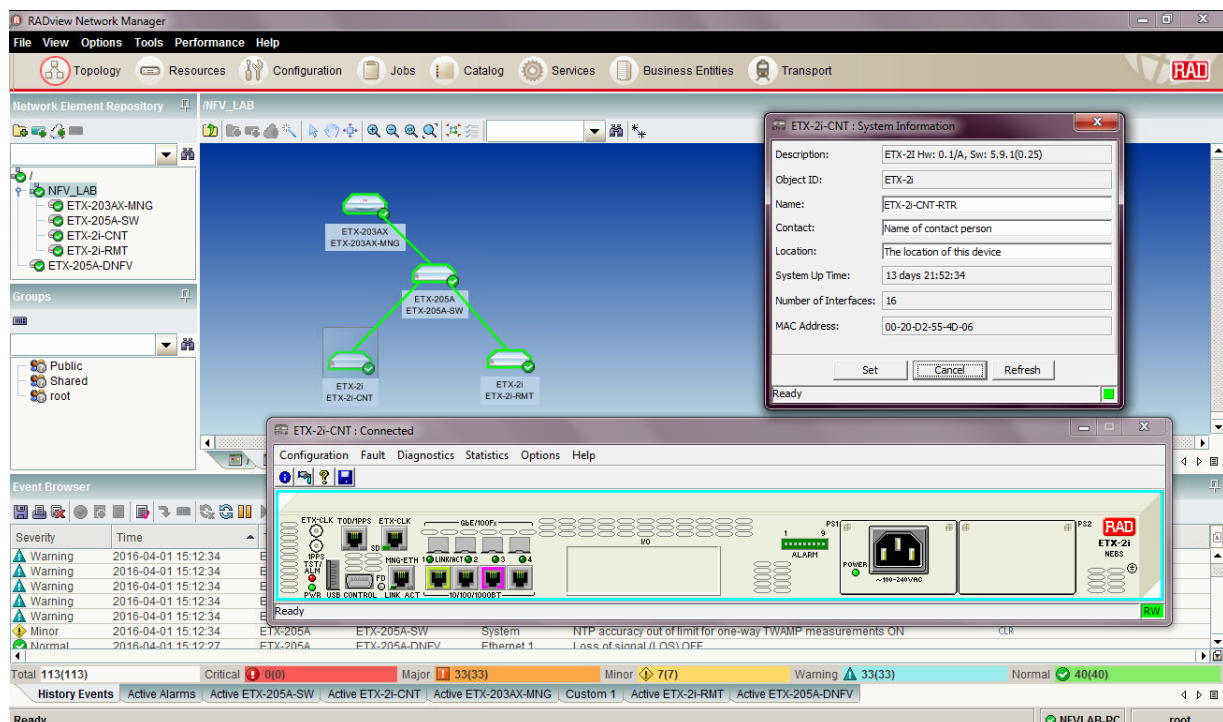 RADview Network Manager
File View Options Tools Performance Help
Topology Resources Configuration Jobs Catalog Services Business Entities Transport RAD
Network Element Repository
/
NFV_LAB
ETX-203AX-MNG
ETX-205A-SW
ETX-2i-CNT
ETX-2i-RMT
ETX-205A-DNFV
Groups
Public
Shared
root
/NFV_LAB
ETX-203AX
ETX-203AX-MNG
ETX-205A
ETX-205A-SW
ETX-2i
ETX-2i-CNT
ETX-2i
ETX-2i-RMT
ETX-2i-CNT : System Information
Description: ETX-2I Hw: 0.1/A, Sw: 5.9.1(0.25)
Object ID: ETX-2i
Name: ETX-2i-CNT-RTR
Contact: Name of contact person
Location: The location of this device
System Up Time: 13 days 21:52:34
Number of Interfaces: 16
MAC Address: 00-20-D2-55-4D-06
Set Cancel Refresh
Ready
ETX-2i-CNT : Connected
Configuration Fault Diagnostics Statistics Options Help
ETX-CLK TOD/1PPS ETX-CLK GbE/100Fx
1PPS SD MNG-ETH 1 LINK/ACT 2 3 4
TST/
ALM
FD
PWR USB CONTROL LINK ACT 10/100/1000BT
I/O
1 9
ALARM
PS1
POWER
~100-240VAC
PS2 RAD
ETX-2i
NEBS
Ready RW
Event Browser
Severity Time
Warning 2016-04-01 15:12:34 E
Warning 2016-04-01 15:12:34 E
Warning 2016-04-01 15:12:34 E
Warning 2016-04-01 15:12:34 E
Warning 2016-04-01 15:12:34 E
Minor 2016-04-01 15:12:34 ETX-205A ETX-205A-SW System NTP accuracy out of limit for one-way TWAMP measurements ON CLR
Normal 2016-04-01 15:12:27 ETX-205A ETX-205A-DNFV Ethernet 1 Loss of signal (LOS) OFF
Total 113(113) Critical 0(0) Major 33(33) Minor 7(7) Warning 33(33) Normal 40(40)
History Events Active Alarms Active ETX-205A-SW Active ETX-2i-CNT Active ETX-203AX-MNG Custom 1 Active ETX-2i-RMT Active ETX-205A-DNFV
Ready NFVLAB-PC root